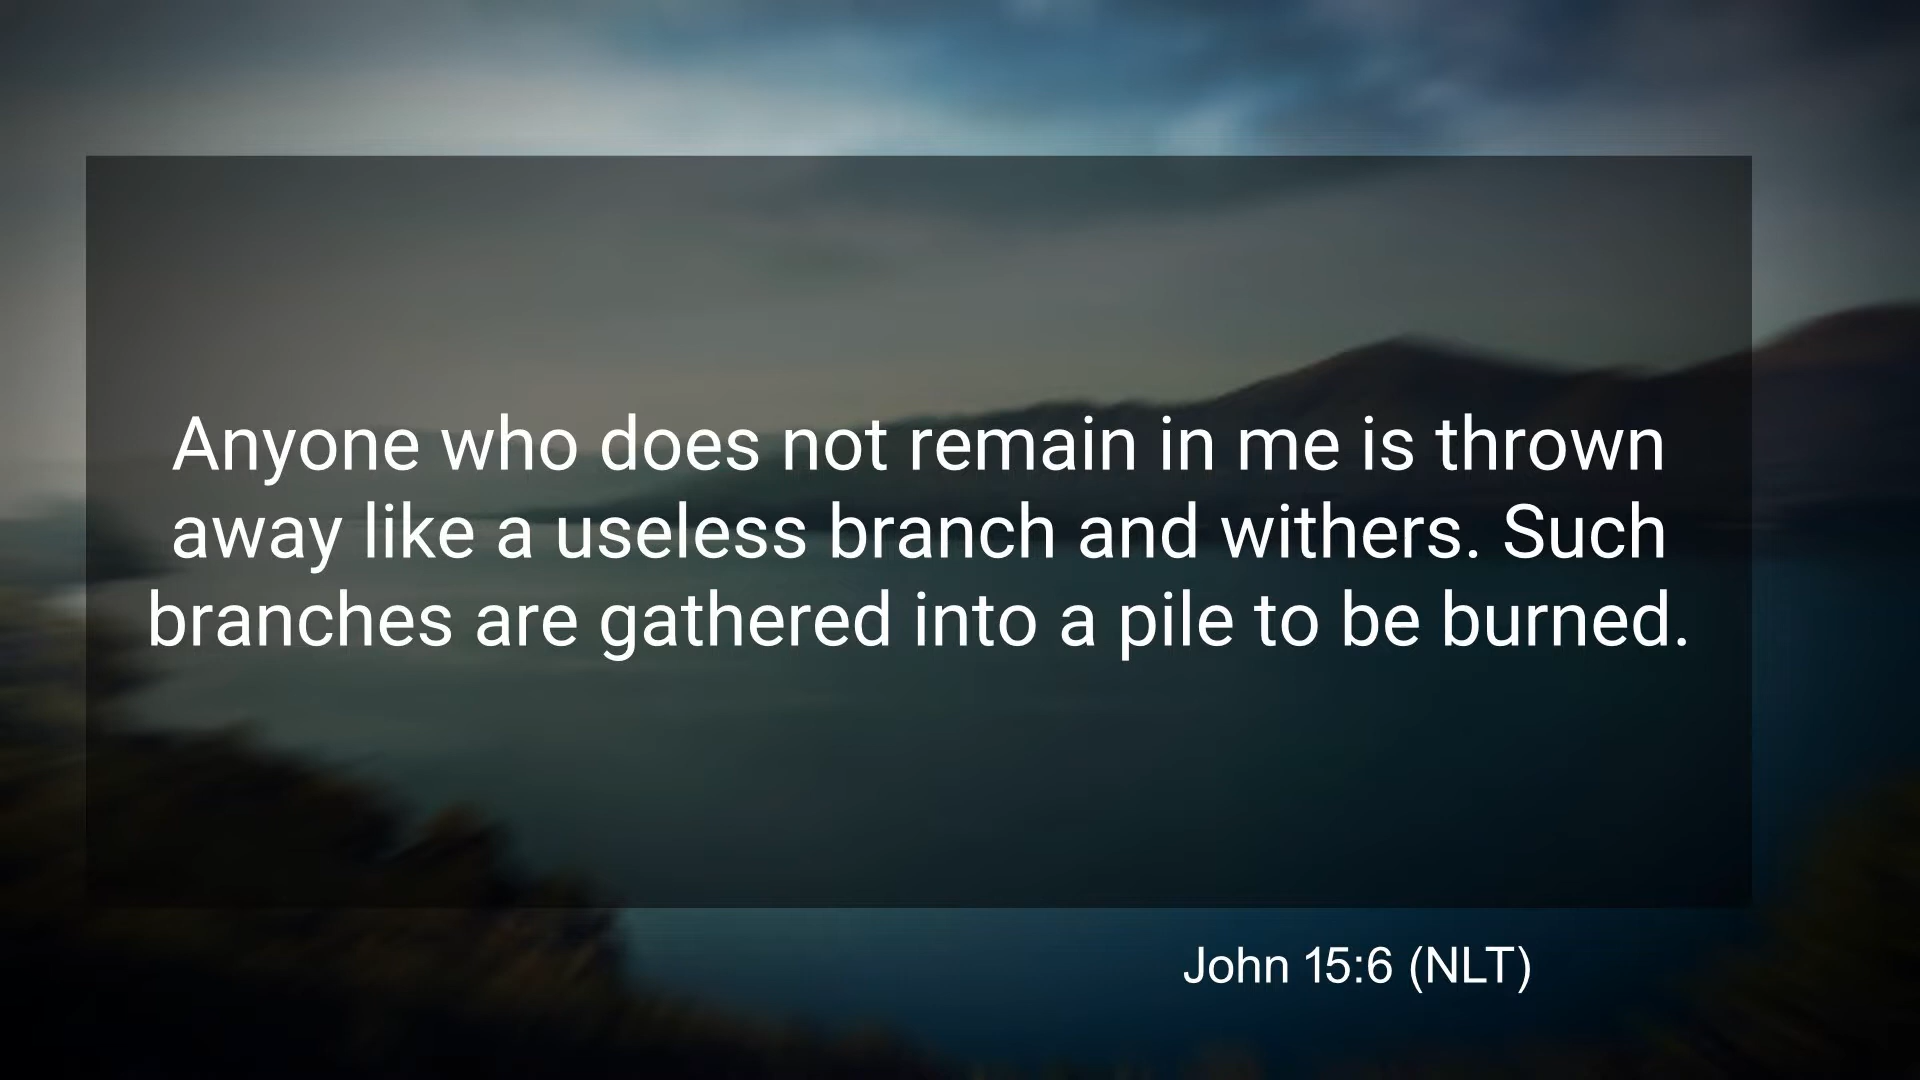 Anyone who does not remain in me is thrown
away like a useless branch and withers. Such
branches are gathered into a pile to be burned.
John 15:6 (NLT)